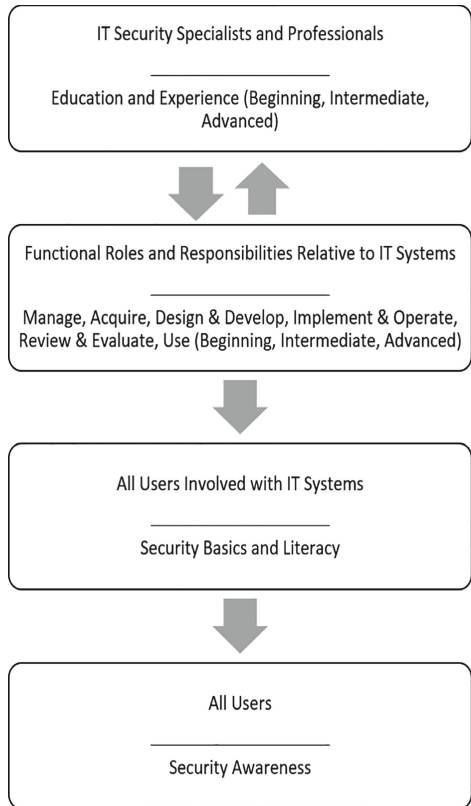 IT Security Specialists and Professionals
Education and Experience (Beginning, Intermediate,
Advanced)
Functional Roles and Responsibilities Relative to IT Systems
Manage, Acquire, Design & Develop, Implement & Operate,
Review & Evaluate, Use (Beginning, Intermediate, Advanced)
All Users Involved with IT Systems
Security Basics and Literacy
All Users
Security Awareness